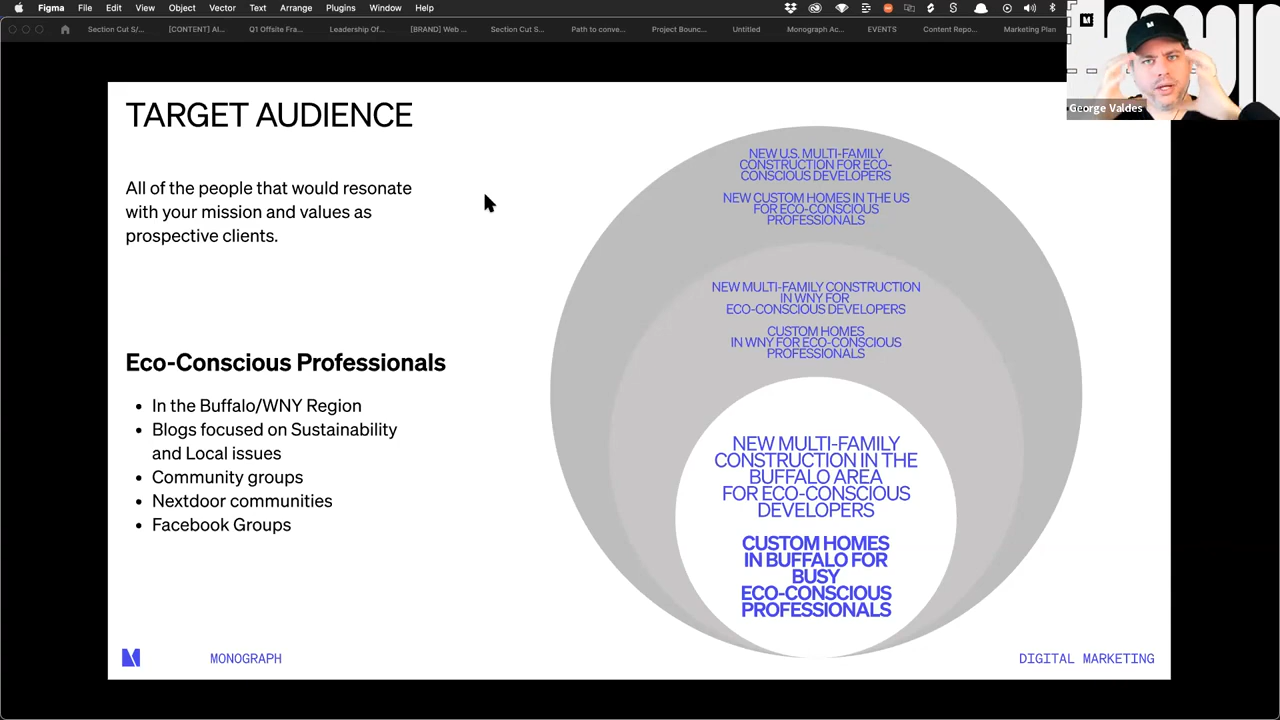 Figma File Edit View Object Vector Text Arrange Plugins Window Help
Section Cut S/... [CONTENT] AI... Q1 Offsite Fra... Leadership Of... [BRAND] Web ... Section Cut S... Path to conve... Project Bounc... Untitled Monograph Ac... EVENTS Content Repo... Marketing Plan
George Valdes
TARGET AUDIENCE
All of the people that would resonate
with your mission and values as
prospective clients.
Eco-Conscious Professionals
• In the Buffalo/WNY Region
• Blogs focused on Sustainability
and Local issues
• Community groups
• Nextdoor communities
• Facebook Groups
NEW U.S. MULTI-FAMILY
CONSTRUCTION FOR ECO-
CONSCIOUS DEVELOPERS
NEW CUSTOM HOMES IN THE US
FOR ECO-CONSCIOUS
PROFESSIONALS
NEW MULTI-FAMILY CONSTRUCTION
IN WNY FOR
ECO-CONSCIOUS DEVELOPERS
CUSTOM HOMES
IN WNY FOR ECO-CONSCIOUS
PROFESSIONALS
NEW MULTI-FAMILY
CONSTRUCTION IN THE
BUFFALO AREA
FOR ECO-CONSCIOUS
DEVELOPERS
CUSTOM HOMES
IN BUFFALO FOR
BUSY
ECO-CONSCIOUS
PROFESSIONALS
MONOGRAPH
DIGITAL MARKETING